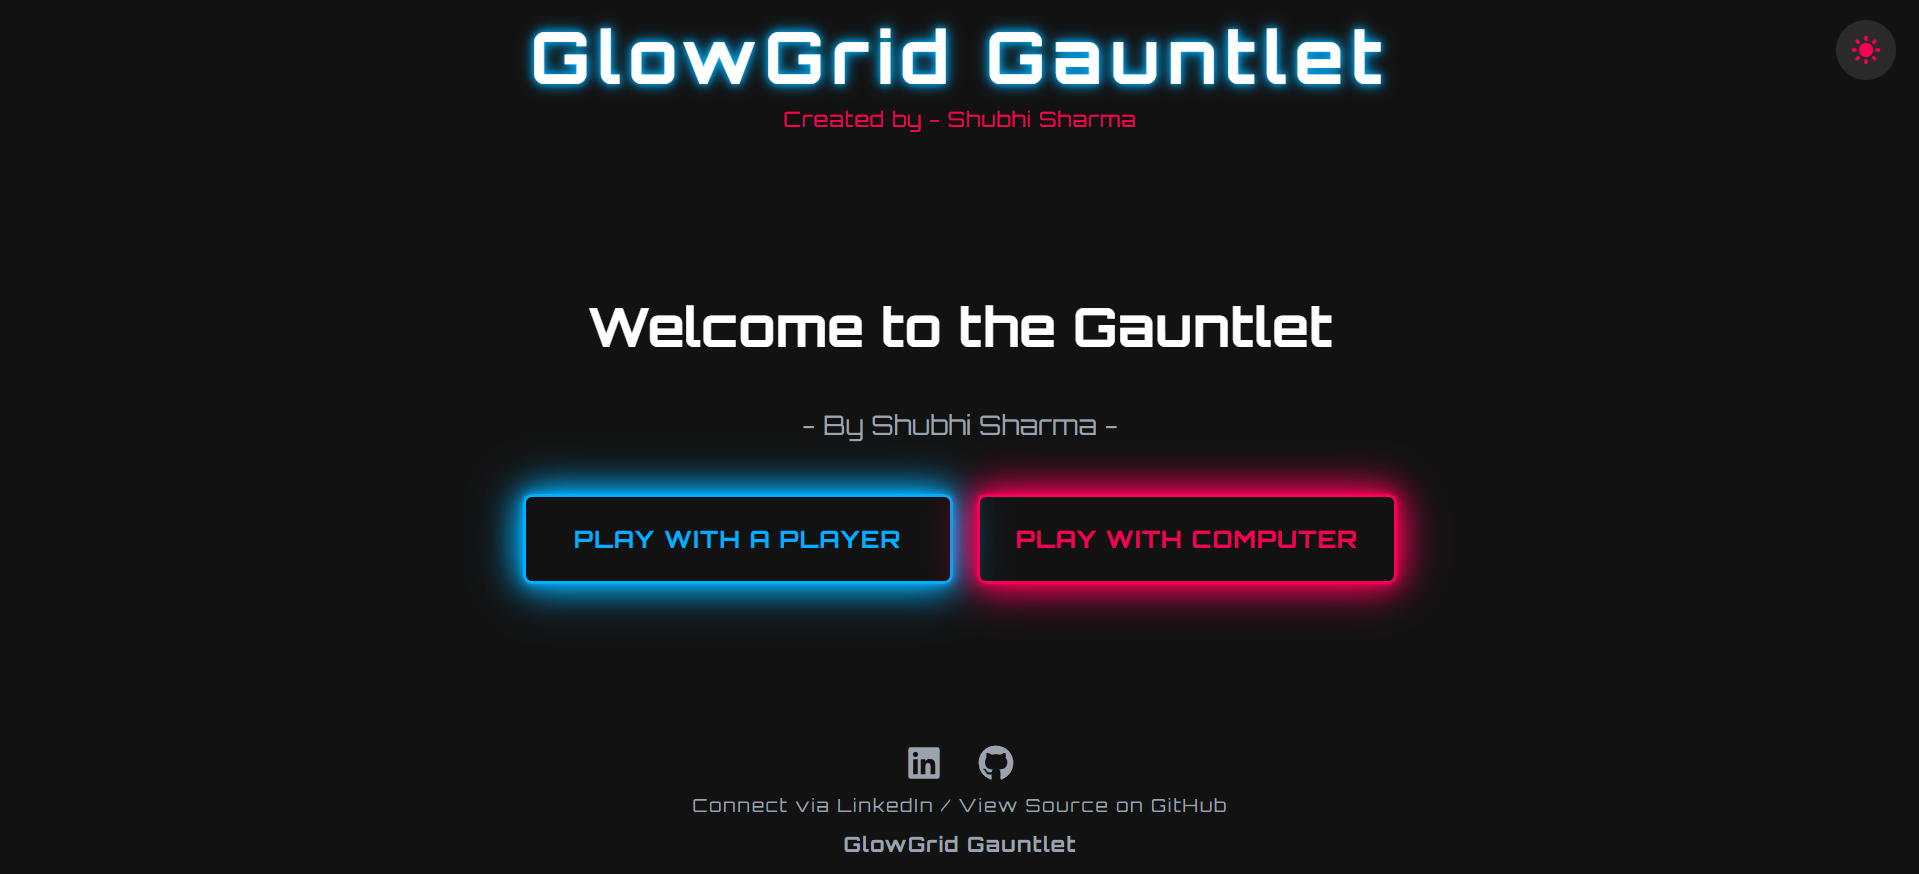 GlowGrid Gauntlet
Created by - Shubhi Sharma
Welcome to the Gauntlet
- By Shubhi Sharma -
PLAY WITH A PLAYER
PLAY WITH COMPUTER
in
Connect via LinkedIn / View Source on GitHub
GlowGrid Gauntlet